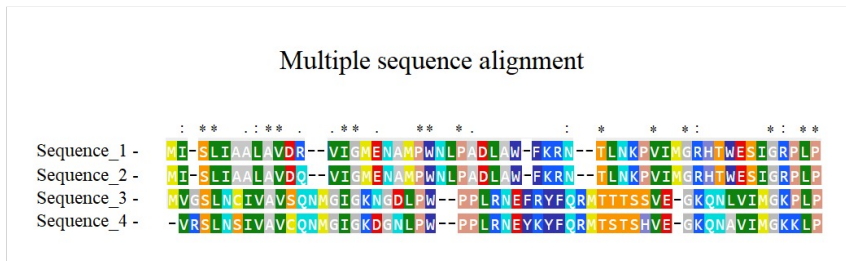 Multiple sequence alignment
: ** .:** . .** . ** *. : * * *: *: **
Sequence_1 - MI-SLIAALAVDR--VIGMENAMPWNLPADLAW-FKRN--TLNKPVIMGRHTWESIGRPLP
Sequence_2 - MI-SLIAALAVDQ--VIGMENAMPWNLPADLAW-FKRN--TLNKPVIMGRHTWESIGRPLP
Sequence_3 - MVGSLNCIVAVSQNMGIGKNGDLPW--PPLRNEFRYFQRMTTTSSVE-GKQNLVIMGKPLP
Sequence_4 - -VRSLNSIVAVCQNMGIGKDGNLPW--PPLRNEYKYFQRMTSTSHVE-GKQNAVIMGKKLP